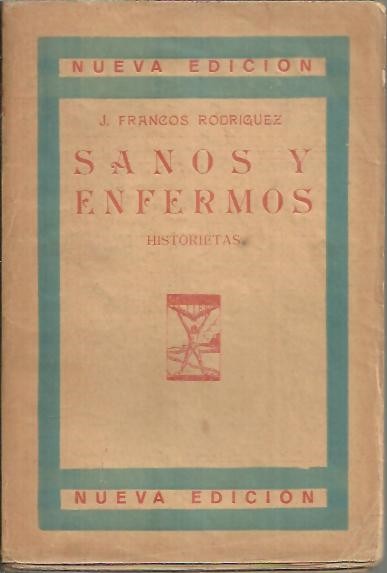 NUEVA EDICION
J. FRANCOS RODRIGUEZ
SANOS Y
ENFERMOS
HISTORIETAS
NUEVA EDICION